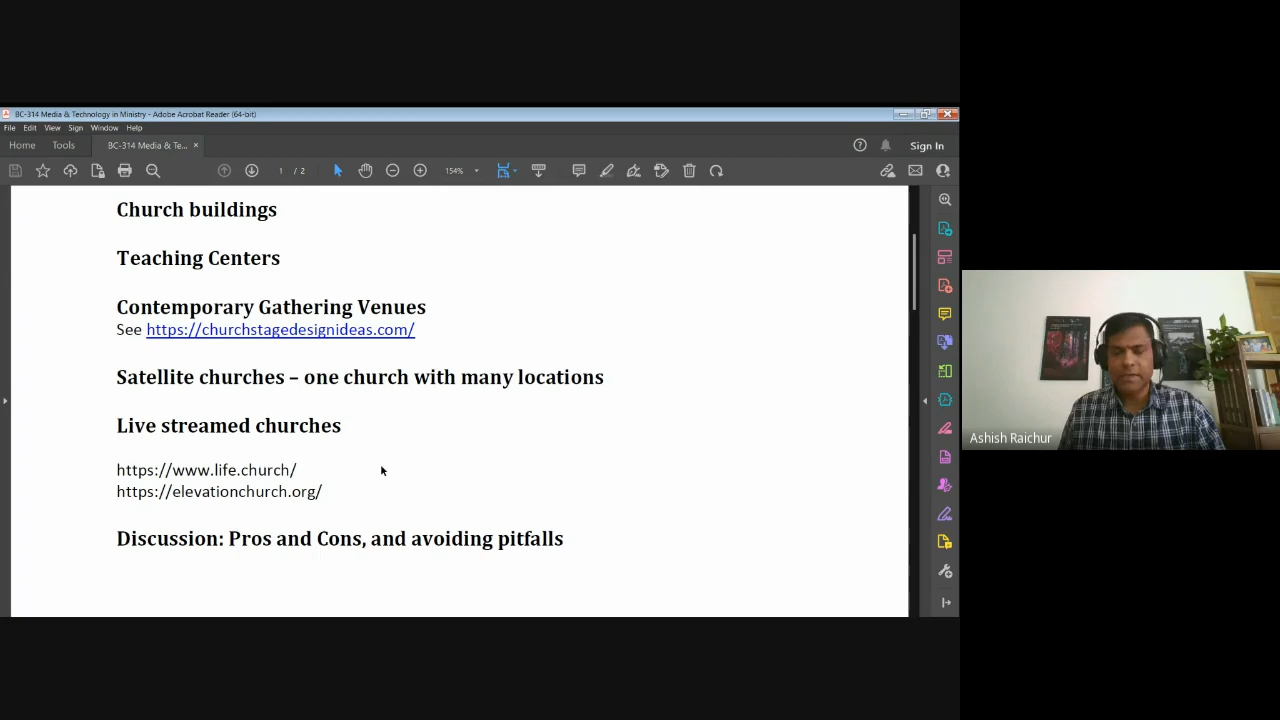 BC-314 Media & Technology in Ministry - Adobe Acrobat Reader (64-bit)
File Edit View Sign Window Help
Home Tools BC-314 Media & Te... × Sign In
1 / 2 154%
Church buildings
Teaching Centers
Contemporary Gathering Venues
See https://churchstagedesignideas.com/
Satellite churches – one church with many locations
Live streamed churches
https://www.life.church/
https://elevationchurch.org/
Discussion: Pros and Cons, and avoiding pitfalls
Ashish Raichur